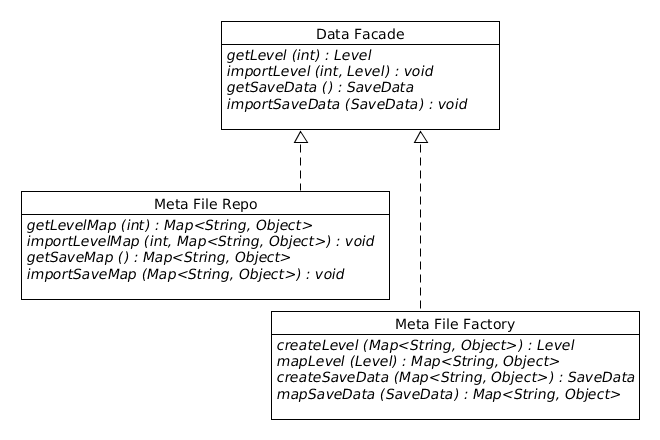 Data Facade
getLevel (int) : Level
importLevel (int, Level) : void
getSaveData () : SaveData
importSaveData (SaveData) : void
Meta File Repo
getLevelMap (int) : Map<String, Object>
importLevelMap (int, Map<String, Object>) : void
getSaveMap () : Map<String, Object>
importSaveMap (Map<String, Object>) : void
Meta File Factory
createLevel (Map<String, Object>) : Level
mapLevel (Level) : Map<String, Object>
createSaveData (Map<String, Object>) : SaveData
mapSaveData (SaveData) : Map<String, Object>